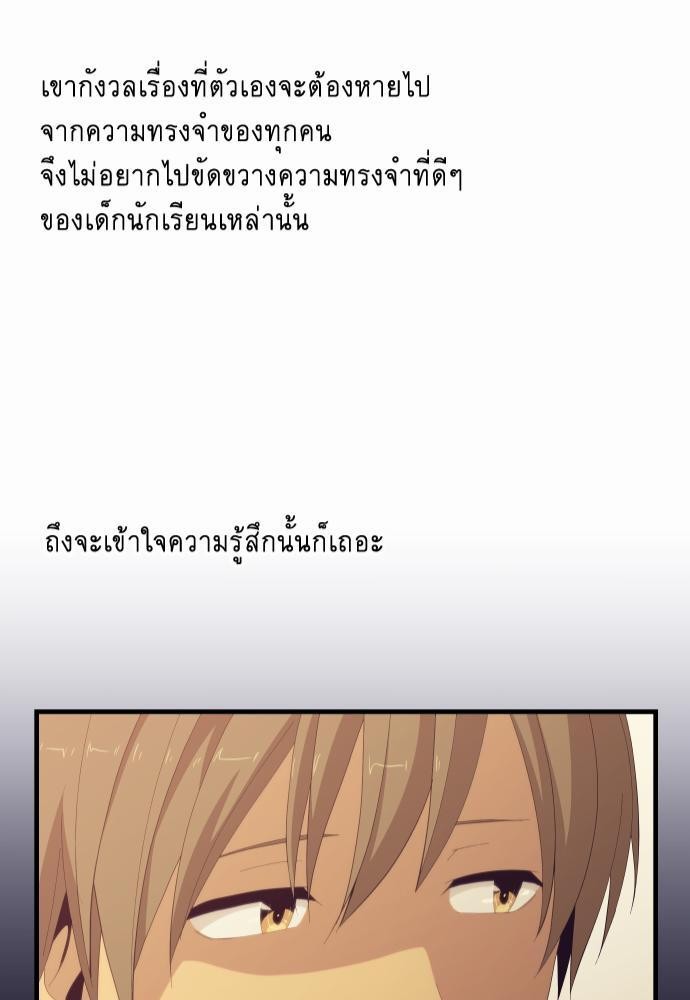 เขากังวลเรื่องที่ตัวเองจะต้องหายไป
จากความทรงจำของทุกคน
จึงไม่อยากไปขัดขวางความทรงจำที่ดีๆ
ของเด็กนักเรียนเหล่านั้น
ถึงจะเข้าใจความรู้สึกนั้นก็เถอะ